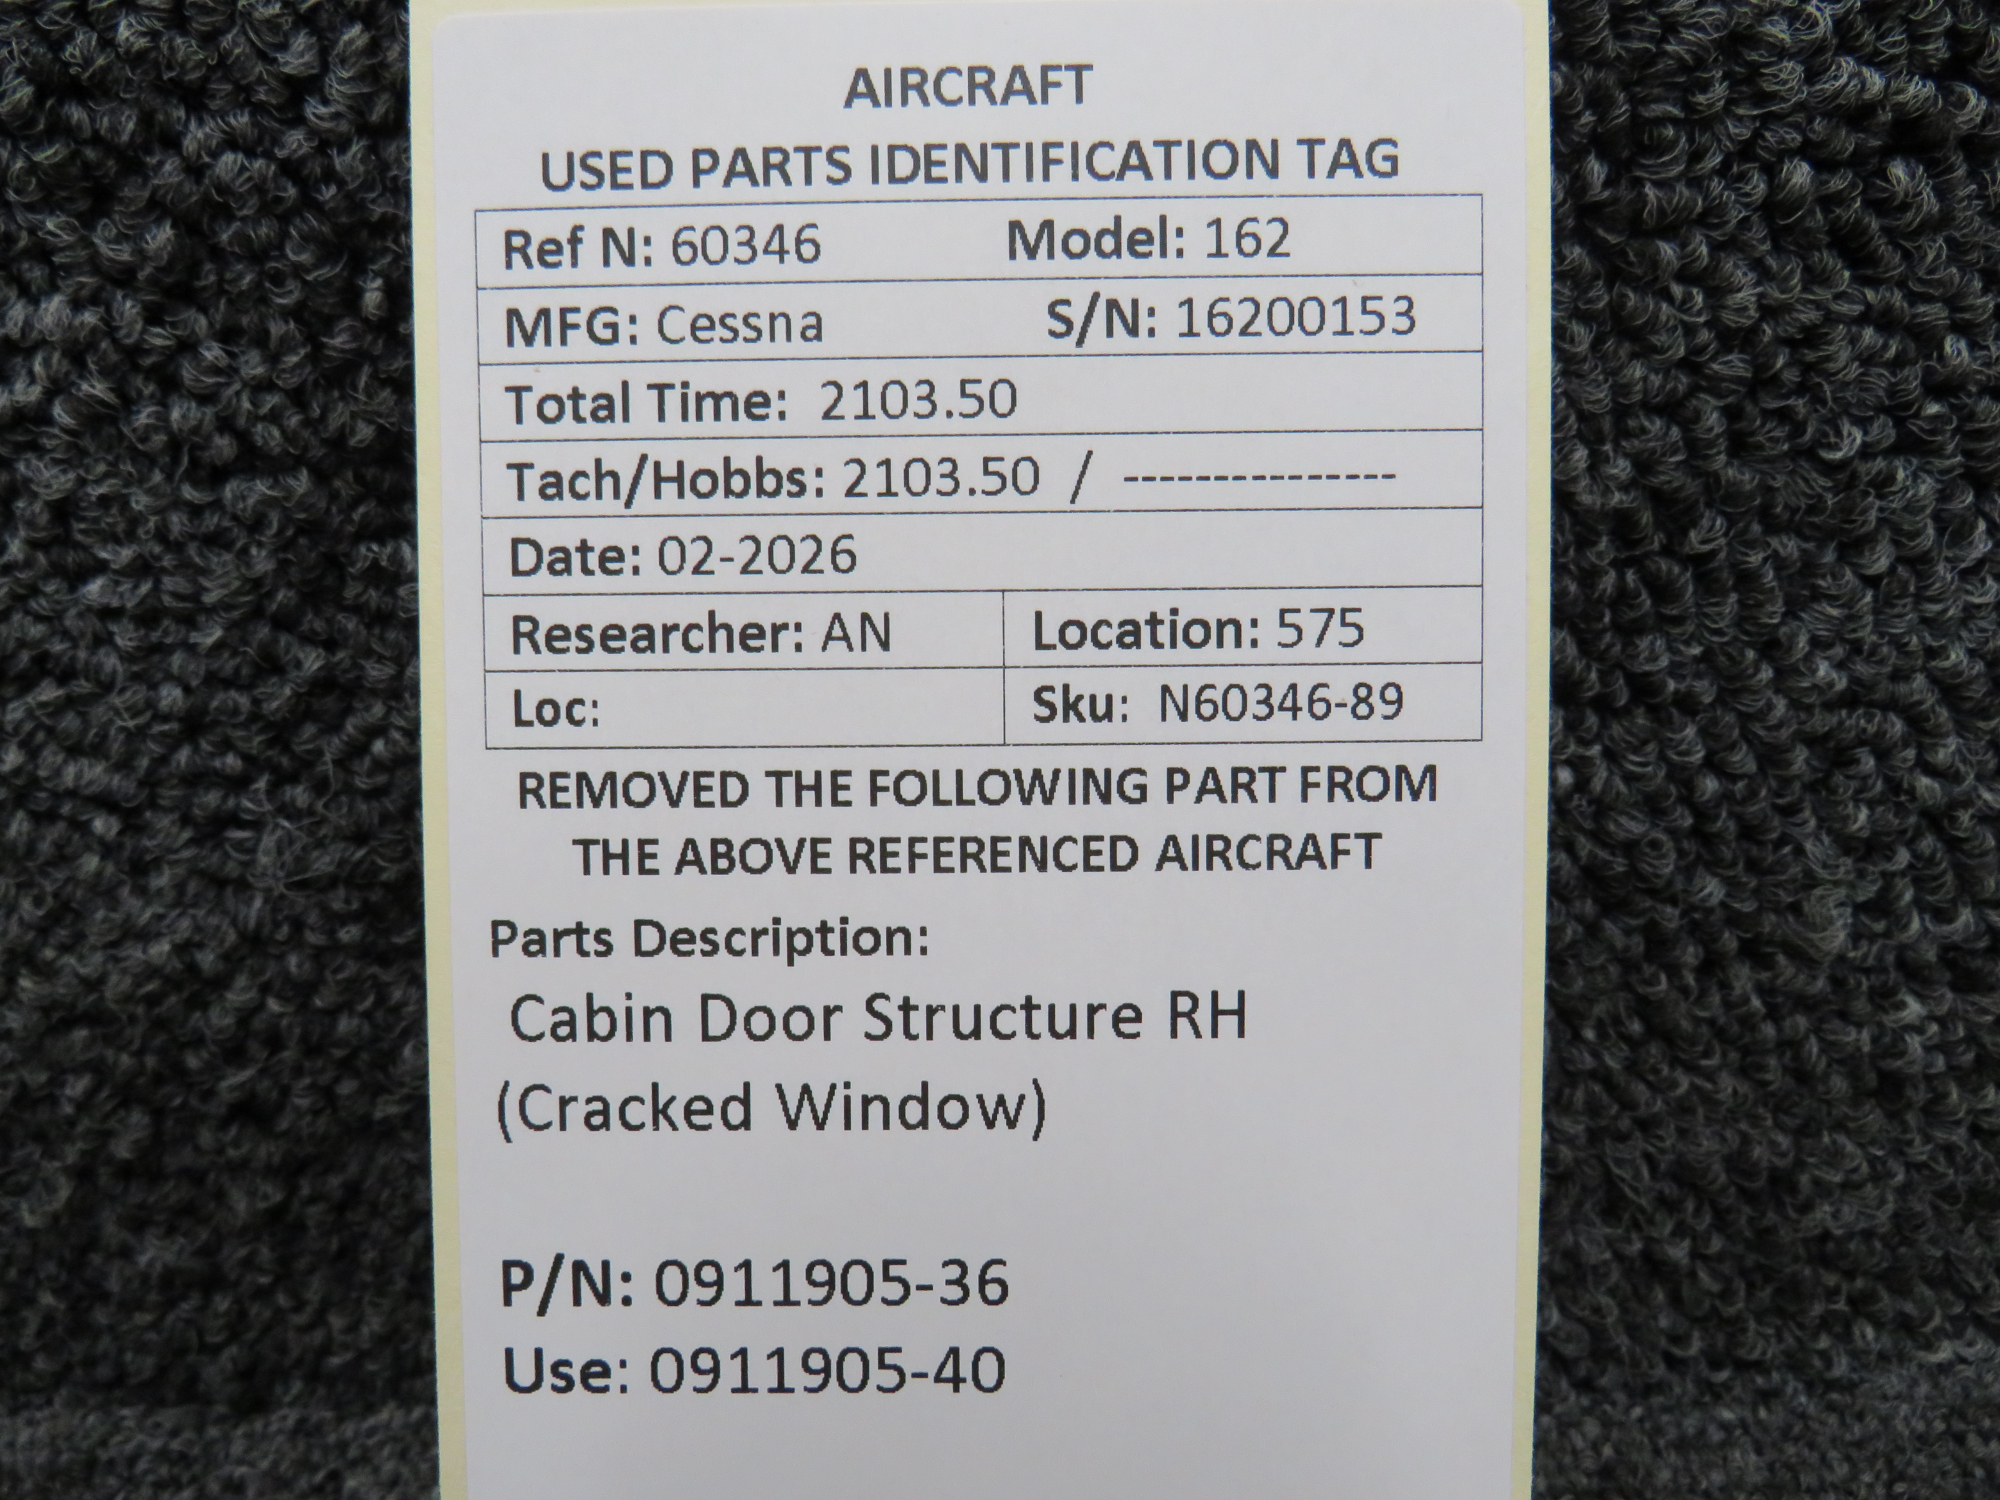 AIRCRAFT
USED PARTS IDENTIFICATION TAG
Ref N: 60346 Model: 162
MFG: Cessna S/N: 16200153
Total Time: 2103.50
Tach/Hobbs: 2103.50 / ---------------
Date: 02-2026
Researcher: AN Location: 575
Loc: Sku: N60346-89
REMOVED THE FOLLOWING PART FROM
THE ABOVE REFERENCED AIRCRAFT
Parts Description:
Cabin Door Structure RH
(Cracked Window)
P/N: 0911905-36
Use: 0911905-40